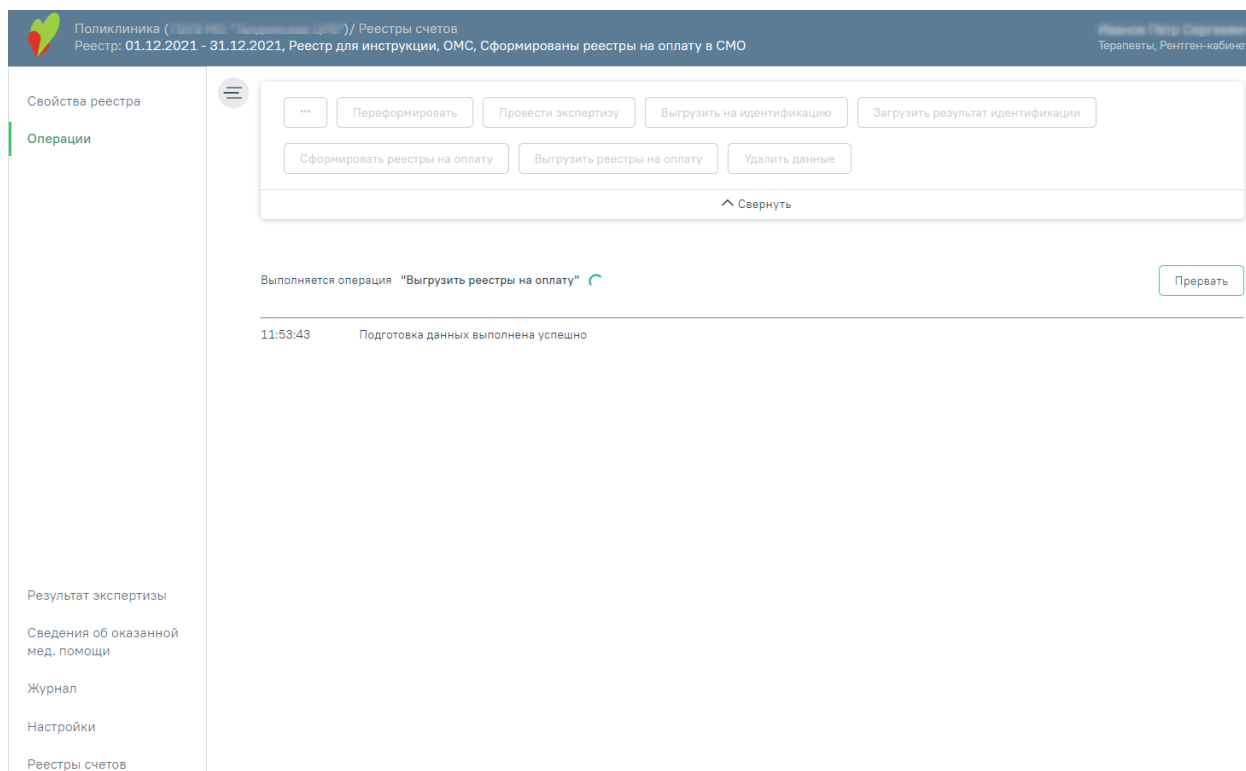 Поликлиника ( )/ Реестры счетов
Реестр: 01.12.2021 - 31.12.2021, Реестр для инструкции, ОМС, Сформированы реестры на оплату в СМО
Терапевты, Рентген-кабинет
Свойства реестра
Операции
***
Переформировать
Провести экспертизу
Выгрузить на идентификацию
Загрузить результат идентификации
Сформировать реестры на оплату
Выгрузить реестры на оплату
Удалить данные
Свернуть
Выполняется операция "Выгрузить реестры на оплату"
Прервать
11:53:43 Подготовка данных выполнена успешно
Результат экспертизы
Сведения об оказанной
мед. помощи
Журнал
Настройки
Реестры счетов